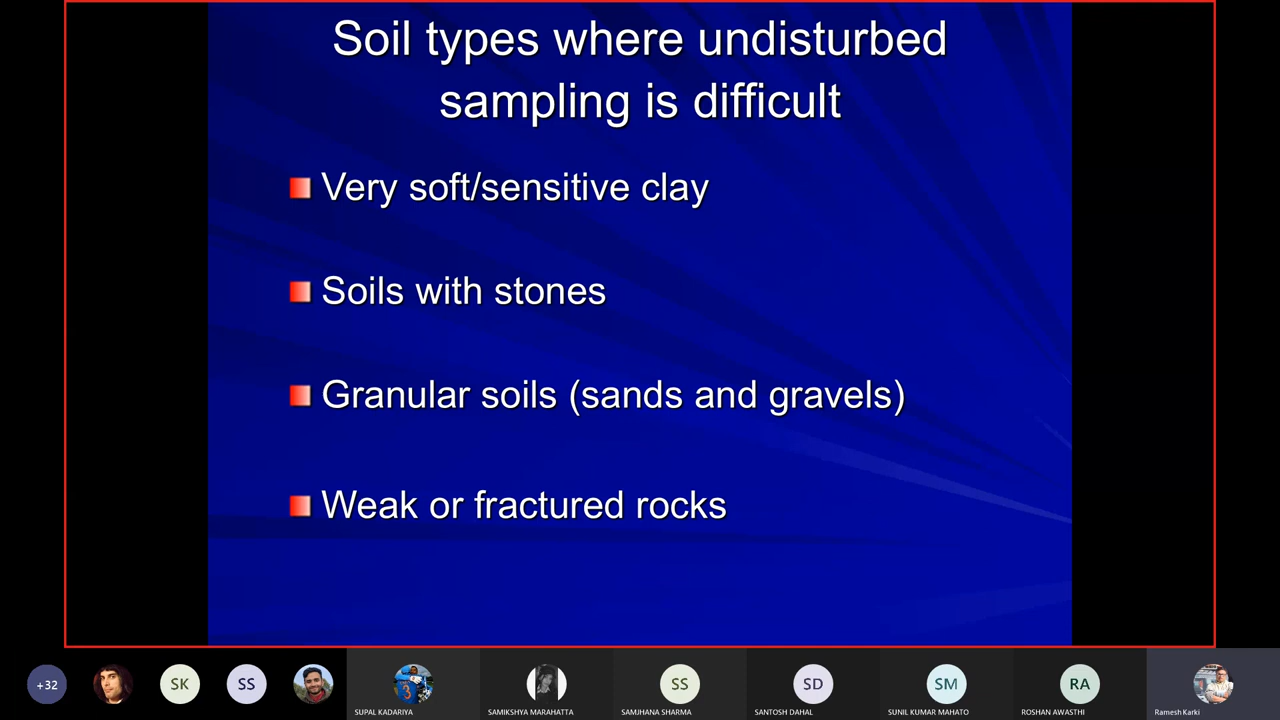 Soil types where undisturbed
sampling is difficult
Very soft/sensitive clay
Soils with stones
Granular soils (sands and gravels)
Weak or fractured rocks
+32
SK
SS
SS
SD
SM
RA
SUPAL KADARIYA
SAMIKSHYA MARAHATTA
SAMJHANA SHARMA
SANTOSH DAHAL
SUNIL KUMAR MAHATO
ROSHAN AWASTHI
Ramesh Karki